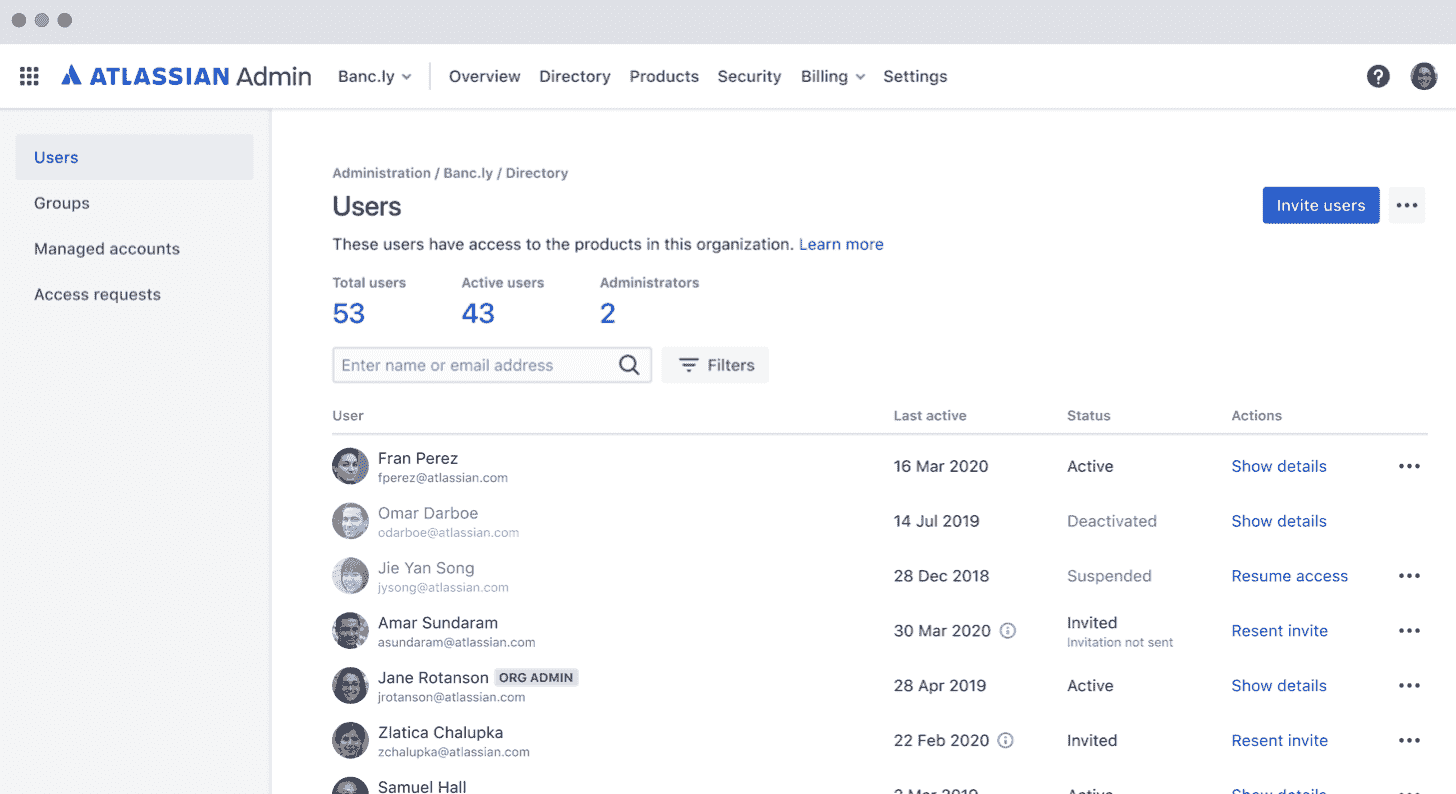 ATLASSIAN Admin Banc.ly Overview Directory Products Security Billing Settings ?
Users
Groups
Managed accounts
Access requests
Administration / Banc.ly / Directory
Users
Invite users
These users have access to the products in this organization. Learn more
Total users Active users Administrators
53 43 2
Enter name or email address Filters
User Last active Status Actions
Fran Perez
fperez@atlassian.com
16 Mar 2020 Active Show details
Omar Darboe
odarboe@atlassian.com
14 Jul 2019 Deactivated Show details
Jie Yan Song
jysong@atlassian.com
28 Dec 2018 Suspended Resume access
Amar Sundaram
asundaram@atlassian.com
30 Mar 2020 Invited Resent invite
Invitation not sent
Jane Rotanson ORG ADMIN
jrotanson@atlassian.com
28 Apr 2019 Active Show details
Zlatica Chalupka
zchalupka@atlassian.com
22 Feb 2020 Invited Resent invite
Samuel Hall
2 Mar 2019 Active Show details